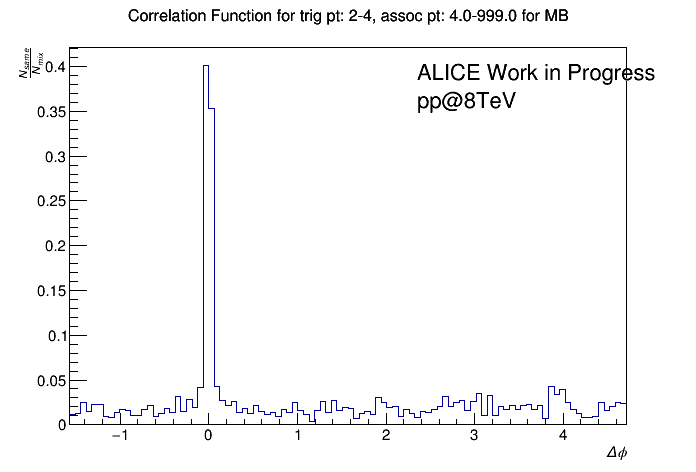 Correlation Function for trig pt: 2-4, assoc pt: 4.0-999.0 for MB
N_same
N_mix
ALICE Work in Progress
pp@8TeV
0.4
0.35
0.3
0.25
0.2
0.15
0.1
0.05
0
−1 0 1 2 3 4
Δϕ